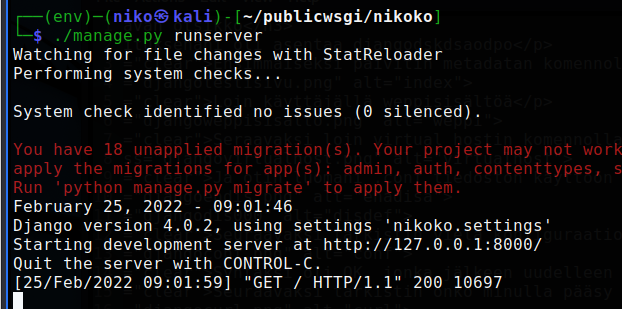 (env)─(niko㉿kali)-[~/publicwsgi/nikoko]
$ ./manage.py runserver
Watching for file changes with StatReloader
Performing system checks...
System check identified no issues (0 silenced).
You have 18 unapplied migration(s). Your project may not work
apply the migrations for app(s): admin, auth, contenttypes, s
Run 'python manage.py migrate' to apply them.
February 25, 2022 - 09:01:46
Django version 4.0.2, using settings 'nikoko.settings'
Starting development server at http://127.0.0.1:8000/
Quit the server with CONTROL-C.
[25/Feb/2022 09:01:59] "GET / HTTP/1.1" 200 10697